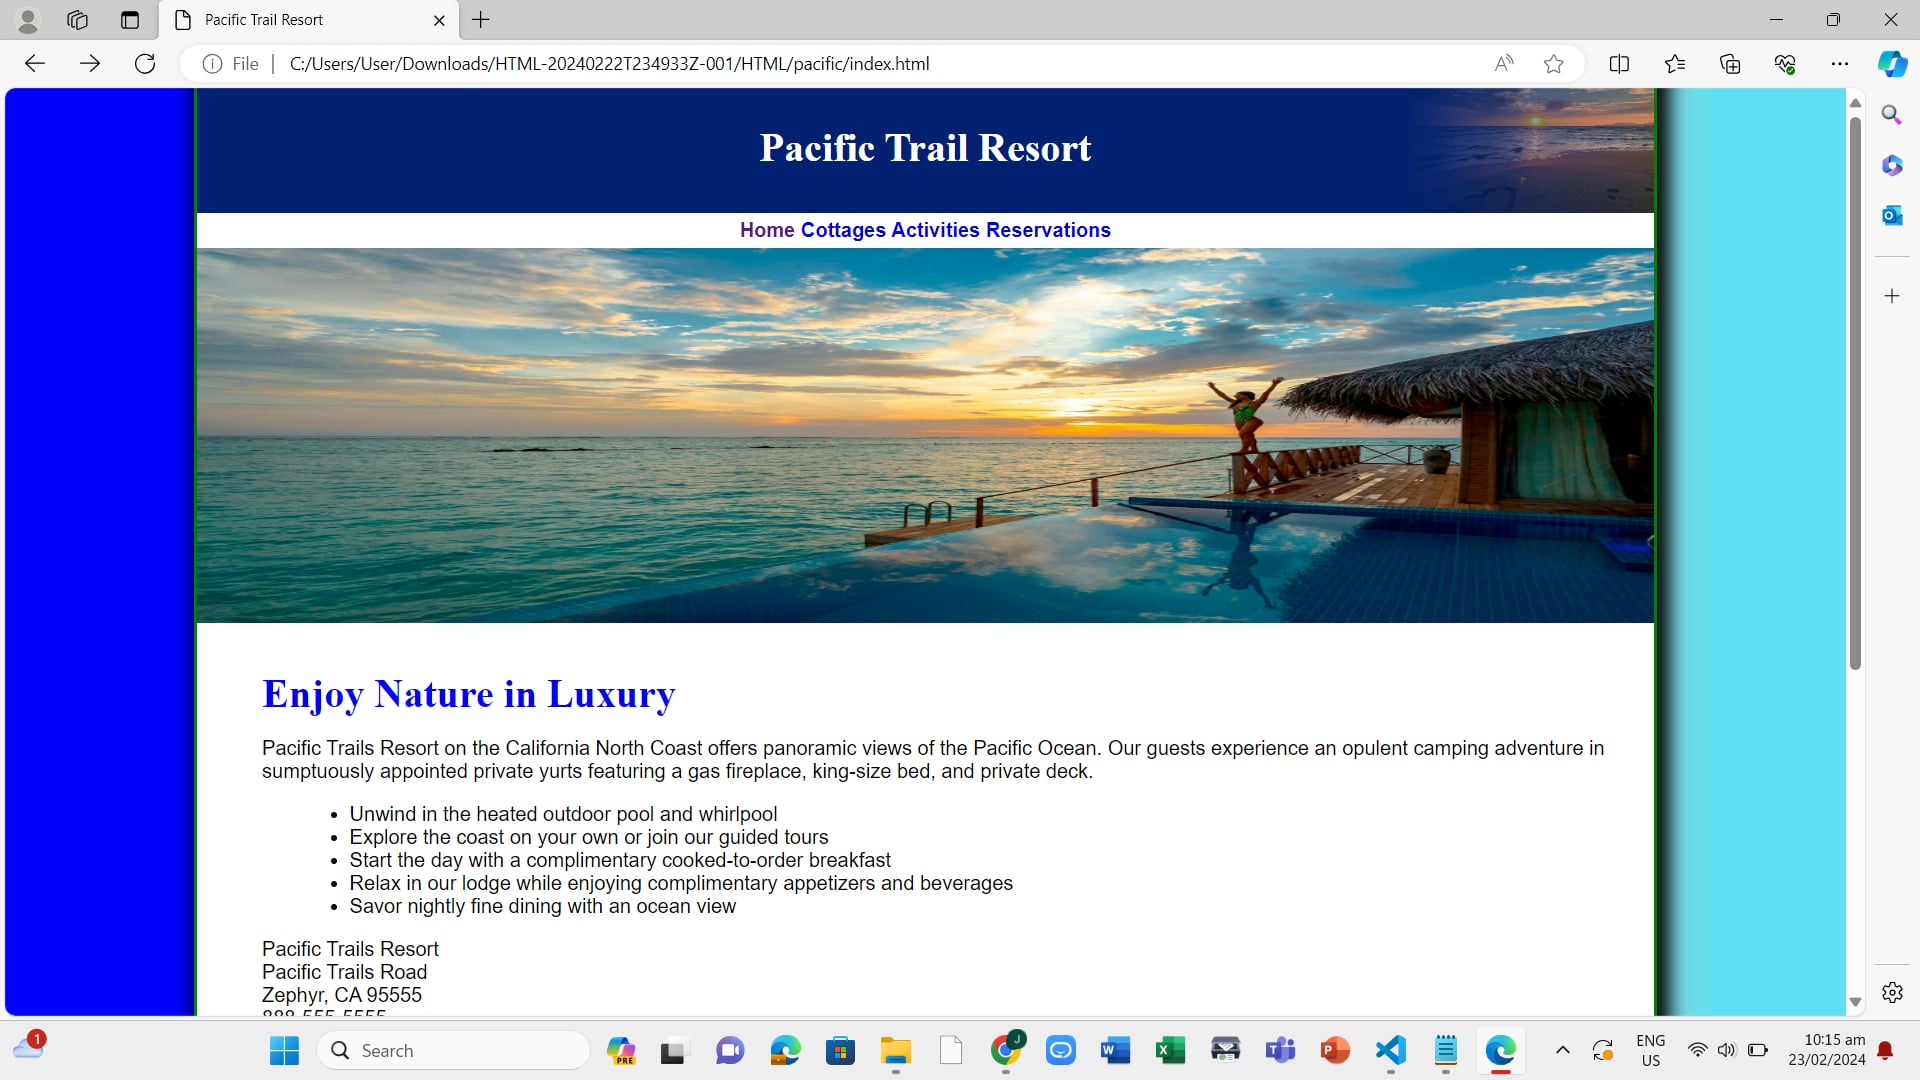 Pacific Trail Resort
File
C:/Users/User/Downloads/HTML-20240222T234933Z-001/HTML/pacific/index.html
Pacific Trail Resort
Home Cottages Activities Reservations
Enjoy Nature in Luxury
Pacific Trails Resort on the California North Coast offers panoramic views of the Pacific Ocean. Our guests experience an opulent camping adventure in
sumptuously appointed private yurts featuring a gas fireplace, king-size bed, and private deck.
• Unwind in the heated outdoor pool and whirlpool
• Explore the coast on your own or join our guided tours
• Start the day with a complimentary cooked-to-order breakfast
• Relax in our lodge while enjoying complimentary appetizers and beverages
• Savor nightly fine dining with an ocean view
Pacific Trails Resort
Pacific Trails Road
Zephyr, CA 95555
888-555-5555
1
Search
PRE
J
ENG
US
10:15 am
23/02/2024